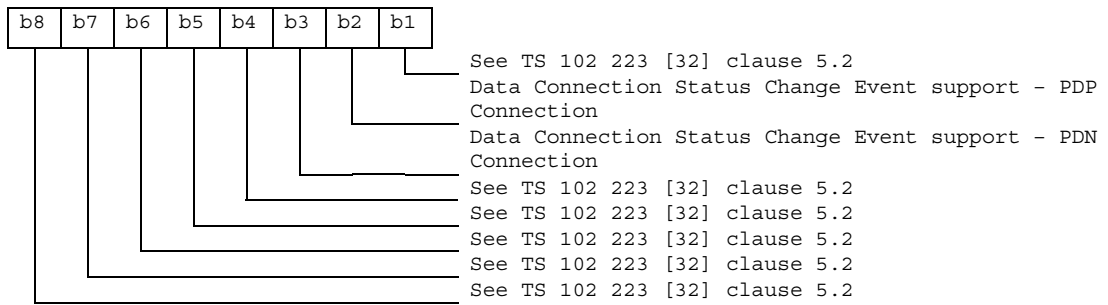 b8 b7 b6 b5 b4 b3 b2 b1
See TS 102 223 [32] clause 5.2
Data Connection Status Change Event support – PDP
Connection
Data Connection Status Change Event support – PDN
Connection
See TS 102 223 [32] clause 5.2
See TS 102 223 [32] clause 5.2
See TS 102 223 [32] clause 5.2
See TS 102 223 [32] clause 5.2
See TS 102 223 [32] clause 5.2